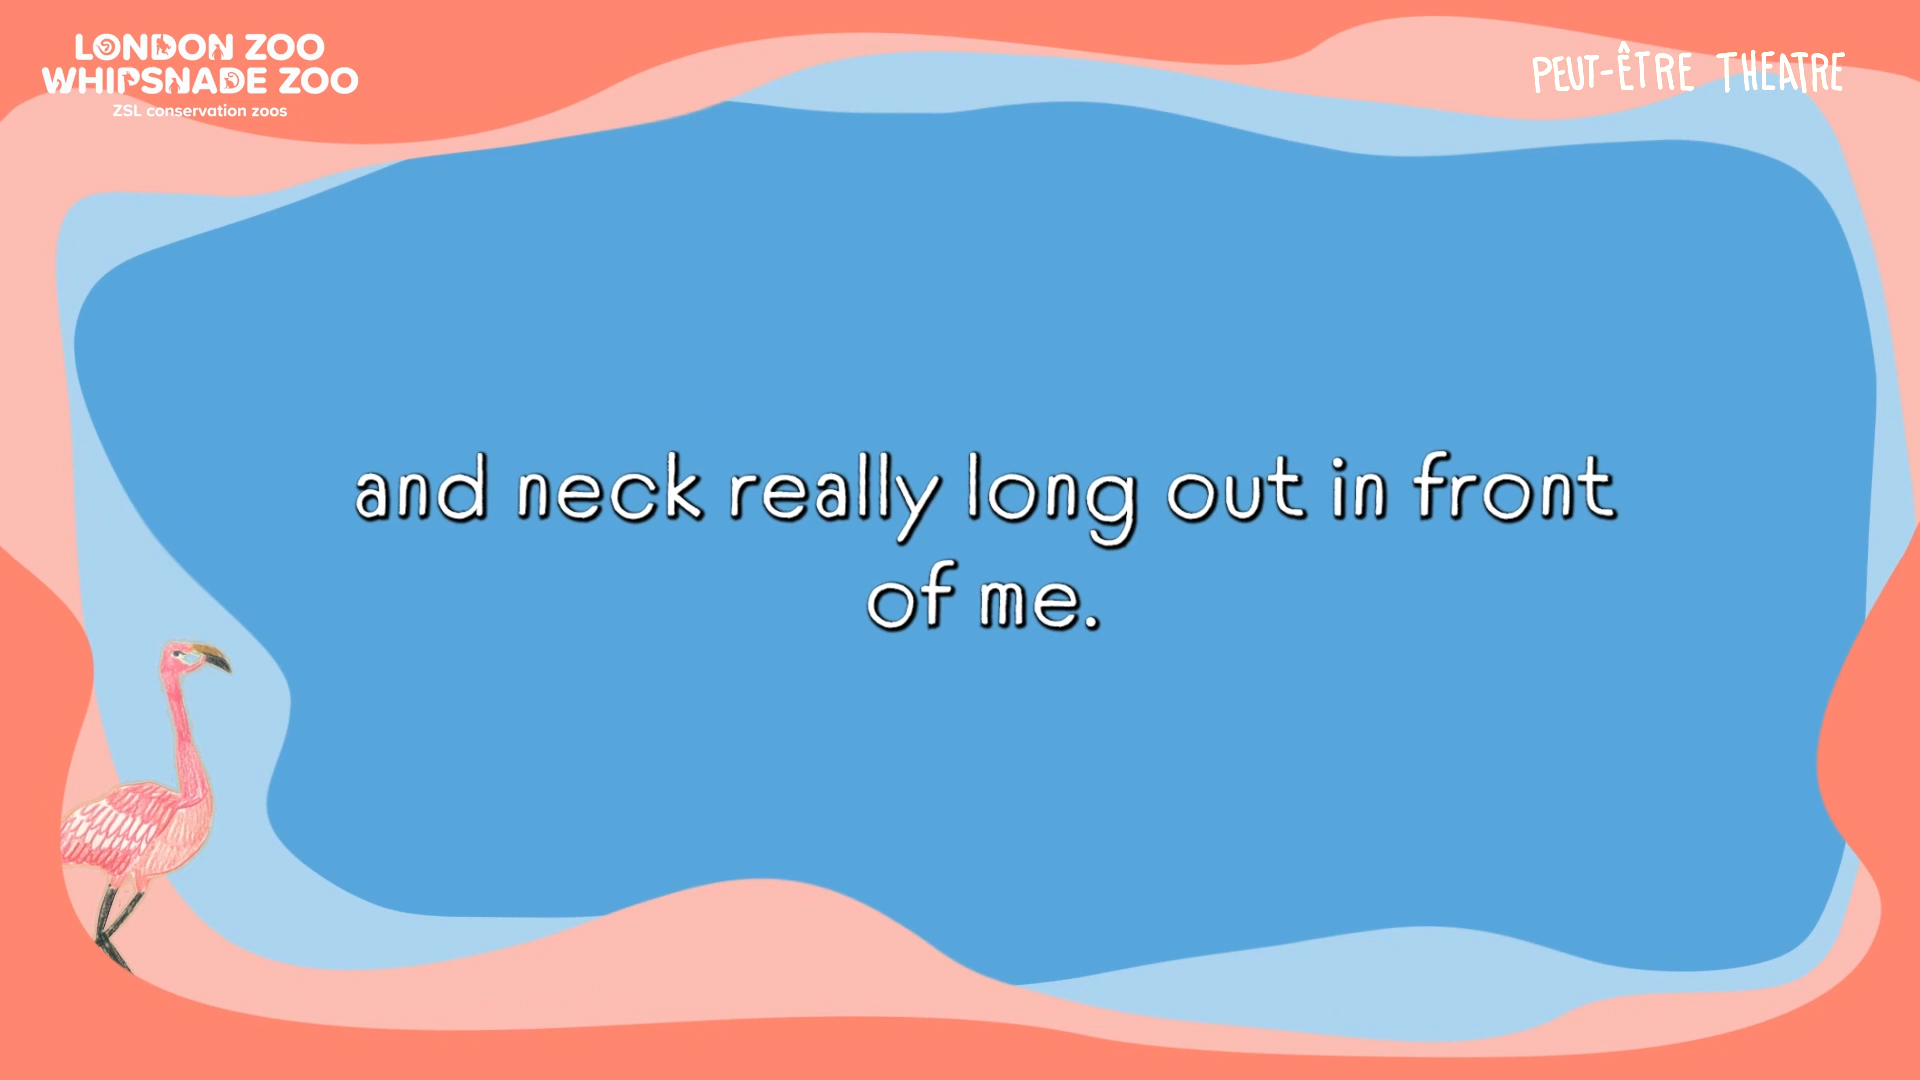 LONDON ZOO
WHIPSNADE ZOO
ZSL conservation zoos
PEUT-ÊTRE THEATRE
and neck really long out in front
of me.